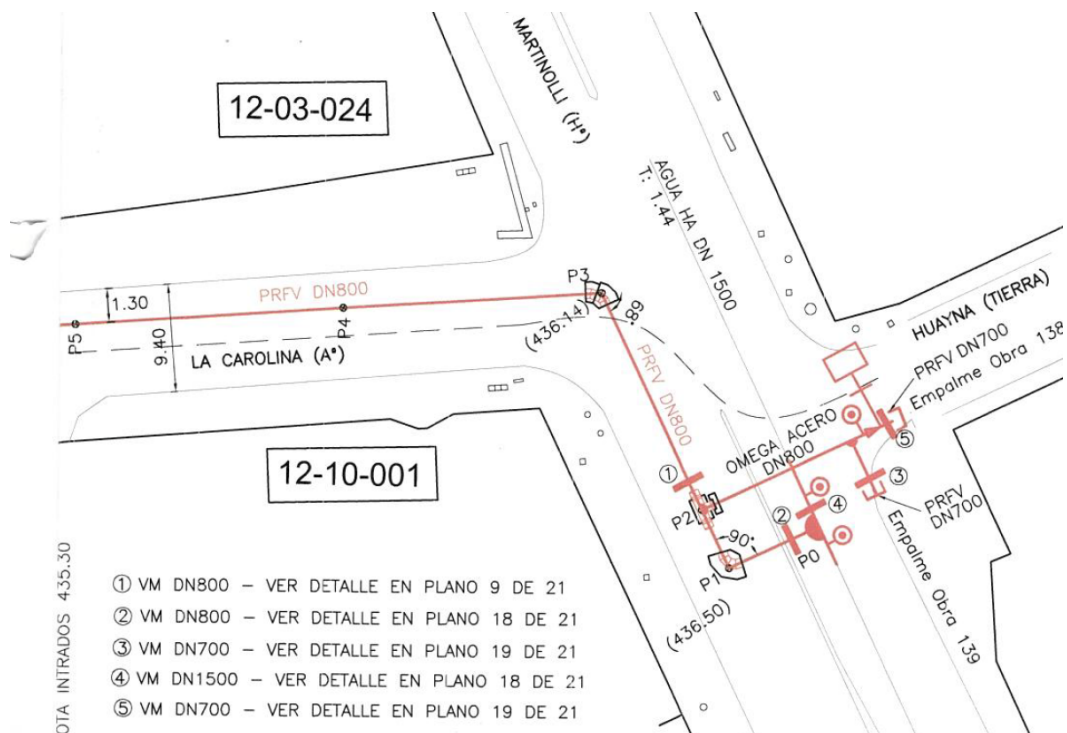 12-03-024
MARTINOLLI (Hº)
AGUA HA DN 1500
T: 1.44
P3
1.30
PRFV DN800
P5
P4
(436.14)
89º
9.40
LA CAROLINA (Aº)
PRFV DN800
HUAYNA (TIERRA)
PRFV DN700
Empalme Obra 138
OMEGA ACERO
DN800
⑤
①
③
12-10-001
④
P2
②
PRFV
DN700
90º
P0
P1
(436.50)
Empalme Obra 139
OTA INTRADOS 435.30
① VM DN800 – VER DETALLE EN PLANO 9 DE 21
② VM DN800 – VER DETALLE EN PLANO 18 DE 21
③ VM DN700 – VER DETALLE EN PLANO 19 DE 21
④ VM DN1500 – VER DETALLE EN PLANO 18 DE 21
⑤ VM DN700 – VER DETALLE EN PLANO 19 DE 21